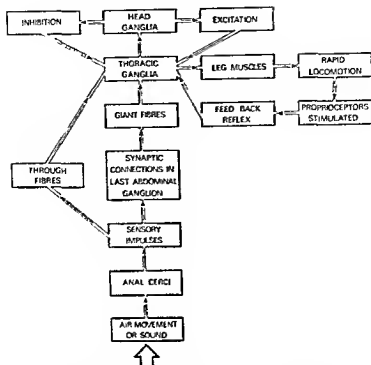 INHIBITION
HEAD
GANGLIA
EXCITATION
THORACIC
GANGLIA
LEG MUSCLES
RAPID
LOCOMOTION
GIANT FIBRES
FEED BACK
REFLEX
PROPRIOCEPTORS
STIMULATED
SYNAPTIC
CONNECTIONS IN
LAST ABDOMINAL
GANGLION
THROUGH
FIBRES
SENSORY
IMPULSES
ANAL CERCI
AIR MOVEMENT
OR SOUND